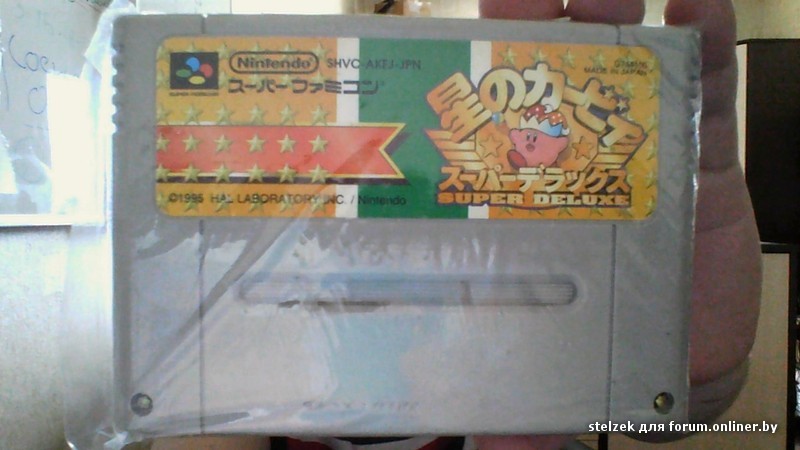 Nintendo SHVC-AKFJ-JPN
スーパーファミコン
MADE IN JAPAN
星のカービィ
スーパーデラックス
SUPER DELUXE
©1995 HAL LABORATORY, INC. / Nintendo
stelzek для forum.onliner.by